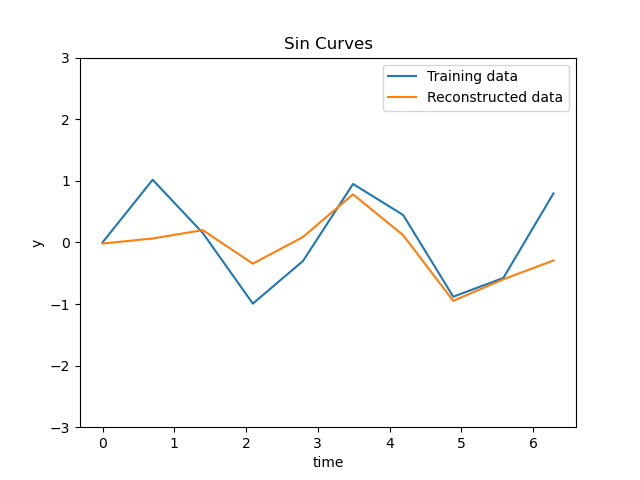 Sin Curves
Training data
Reconstructed data
3
2
1
0
−1
−2
−3
y
0 1 2 3 4 5 6
time